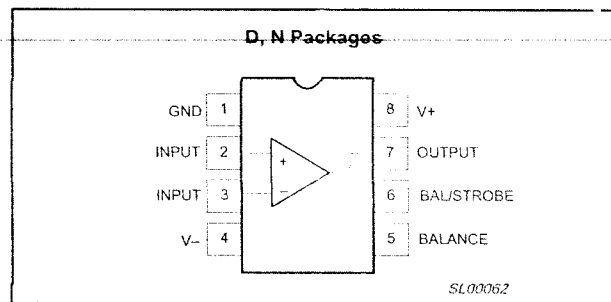 D, N Packages
GND 1 8 V+
INPUT 2 + 7 OUTPUT
INPUT 3 − 6 BAL/STROBE
V− 4 5 BALANCE
SL00062